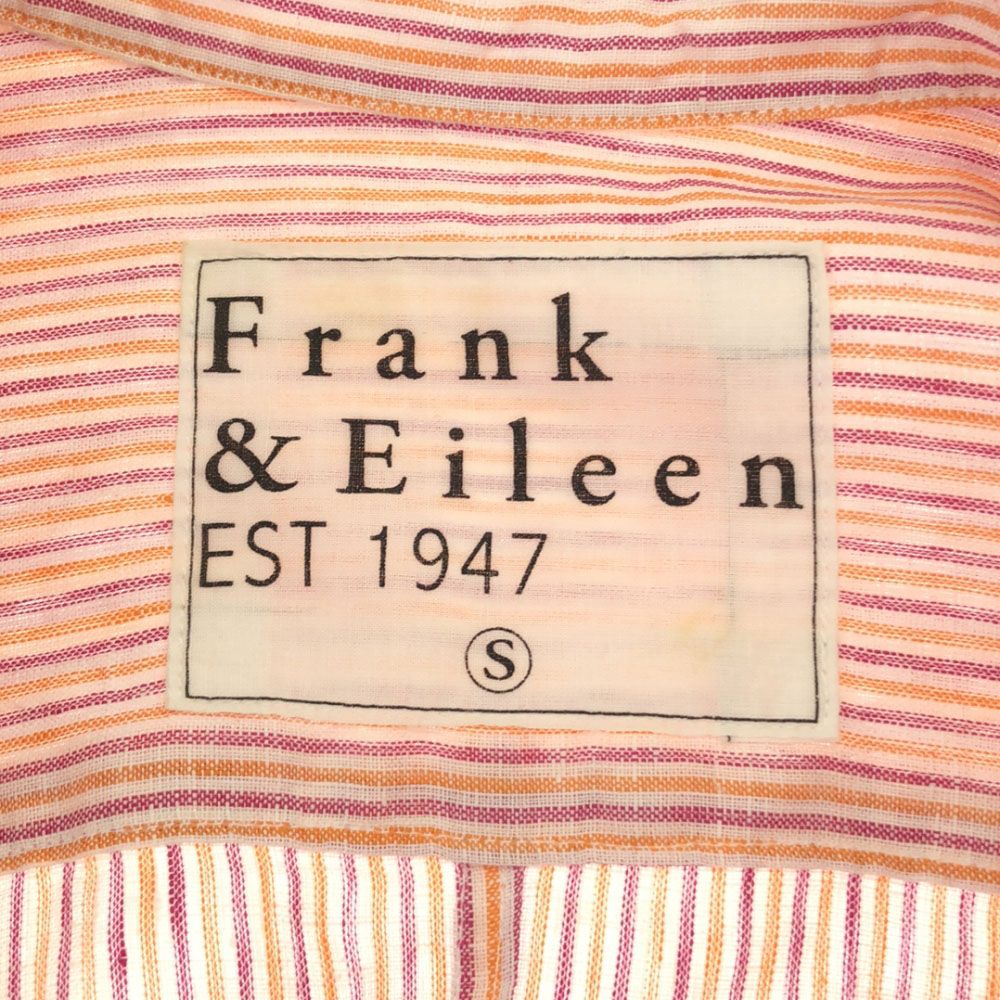 Frank
& Eileen
EST 1947
S